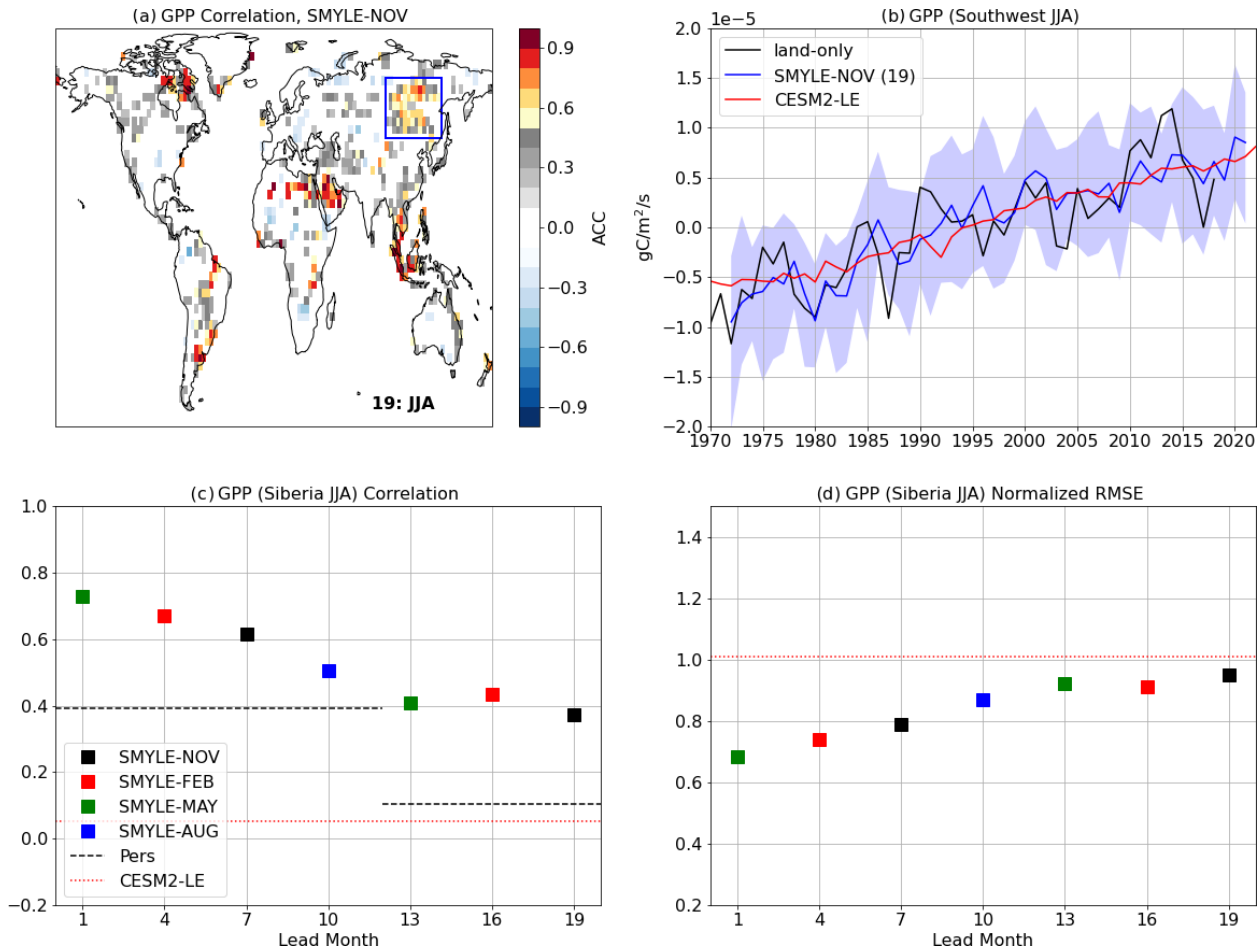 (a) GPP Correlation, SMYLE-NOV
0.9
0.6
0.3
0.0
−0.3
−0.6
−0.9
ACC
19: JJA
(b) GPP (Southwest JJA)
1e−5
2.0
1.5
1.0
0.5
0.0
−0.5
−1.0
−1.5
−2.0
gC/m²/s
land-only
SMYLE-NOV (19)
CESM2-LE
1970 1975 1980 1985 1990 1995 2000 2005 2010 2015 2020
(c) GPP (Siberia JJA) Correlation
1.0
0.8
0.6
0.4
0.2
0.0
−0.2
SMYLE-NOV
SMYLE-FEB
SMYLE-MAY
SMYLE-AUG
Pers
CESM2-LE
1 4 7 10 13 16 19
Lead Month
(d) GPP (Siberia JJA) Normalized RMSE
1.4
1.2
1.0
0.8
0.6
0.4
0.2
1 4 7 10 13 16 19
Lead Month